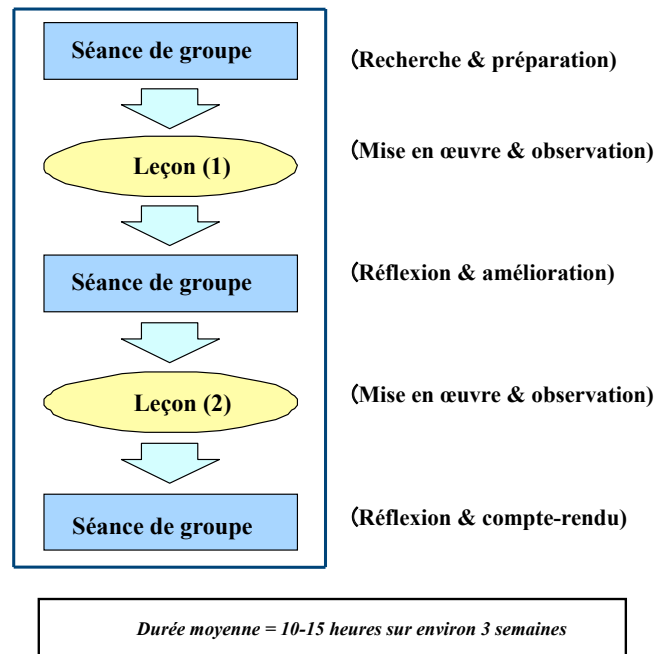 Séance de groupe (Recherche & préparation)
Leçon (1) (Mise en œuvre & observation)
Séance de groupe (Réflexion & amélioration)
Leçon (2) (Mise en œuvre & observation)
Séance de groupe (Réflexion & compte-rendu)
Durée moyenne = 10-15 heures sur environ 3 semaines